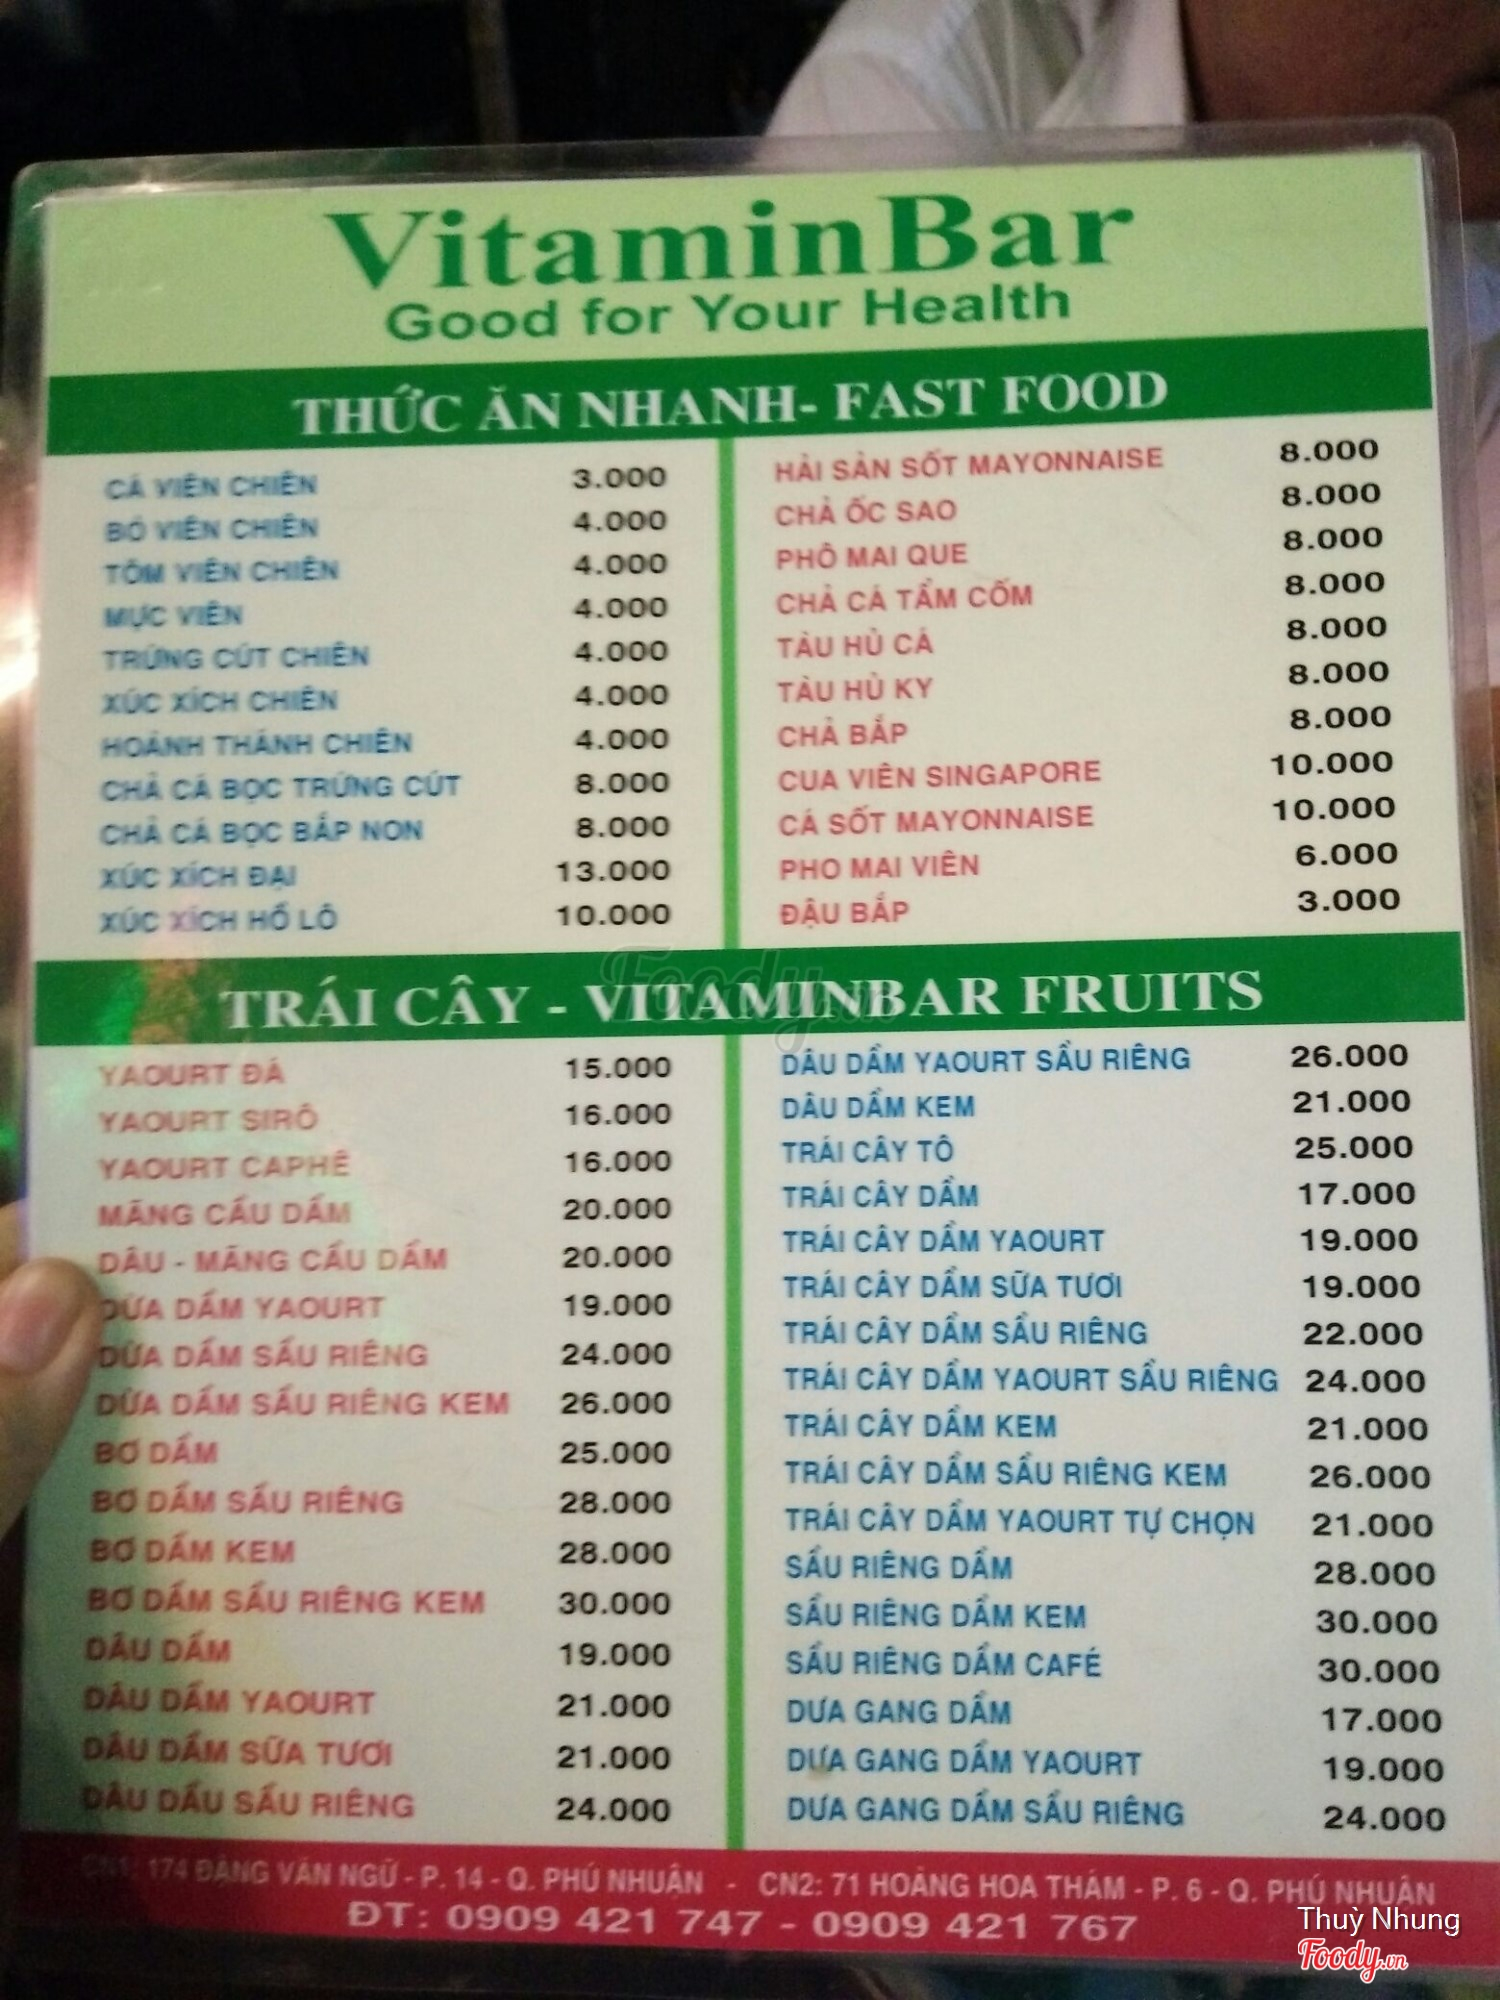 VitaminBar
Good for Your Health
THỨC ĂN NHANH- FAST FOOD
CÁ VIÊN CHIÊN 3.000
BÒ VIÊN CHIÊN 4.000
TÔM VIÊN CHIÊN 4.000
MỰC VIÊN 4.000
TRỨNG CÚT CHIÊN 4.000
XÚC XÍCH CHIÊN 4.000
HOÀNH THÁNH CHIÊN 4.000
CHẢ CÁ BỌC TRỨNG CÚT 8.000
CHẢ CÁ BỌC BẮP NON 8.000
XÚC XÍCH ĐẠI 13.000
XÚC XÍCH HỒ LÔ 10.000
HẢI SẢN SỐT MAYONNAISE 8.000
CHẢ ỐC SAO 8.000
PHÔ MAI QUE 8.000
CHẢ CÁ TẨM CỐM 8.000
TÀU HỦ CÁ 8.000
TÀU HỦ KY 8.000
CHẢ BẮP 8.000
CUA VIÊN SINGAPORE 10.000
CÁ SỐT MAYONNAISE 10.000
PHO MAI VIÊN 6.000
ĐẬU BẮP 3.000
TRÁI CÂY - VITAMINBAR FRUITS
YAOURT ĐÁ 15.000
YAOURT SIRÔ 16.000
YAOURT CAPHÊ 16.000
MÃNG CẦU DẦM 20.000
DÂU - MÃNG CẦU DẦM 20.000
DỪA DẦM YAOURT 19.000
DỪA DẦM SẦU RIÊNG 24.000
DỪA DẦM SẦU RIÊNG KEM 26.000
BƠ DẦM 25.000
BƠ DẦM SẦU RIÊNG 28.000
BƠ DẦM KEM 28.000
BƠ DẦM SẦU RIÊNG KEM 30.000
DÂU DẦM 19.000
DÂU DẦM YAOURT 21.000
DÂU DẦM SỮA TƯƠI 21.000
DÂU DẦU SẦU RIÊNG 24.000
DÂU DẦM YAOURT SẦU RIÊNG 26.000
DÂU DẦM KEM 21.000
TRÁI CÂY TÔ 25.000
TRÁI CÂY DẦM 17.000
TRÁI CÂY DẦM YAOURT 19.000
TRÁI CÂY DẦM SỮA TƯƠI 19.000
TRÁI CÂY DẦM SẦU RIÊNG 22.000
TRÁI CÂY DẦM YAOURT SẦU RIÊNG 24.000
TRÁI CÂY DẦM KEM 21.000
TRÁI CÂY DẦM SẦU RIÊNG KEM 26.000
TRÁI CÂY DẦM YAOURT TỰ CHỌN 21.000
SẦU RIÊNG DẦM 28.000
SẦU RIÊNG DẦM KEM 30.000
SẦU RIÊNG DẦM CAFÉ 30.000
DƯA GANG DẦM 17.000
DƯA GANG DẦM YAOURT 19.000
DƯA GANG DẦM SẦU RIÊNG 24.000
CN1: 174 ĐẶNG VĂN NGỮ - P. 14 - Q. PHÚ NHUẬN - CN2: 71 HOÀNG HOA THÁM - P. 6 - Q. PHÚ NHUẬN
ĐT: 0909 421 747 - 0909 421 767
Thuỳ Nhung
Foody.vn
Foody.vn